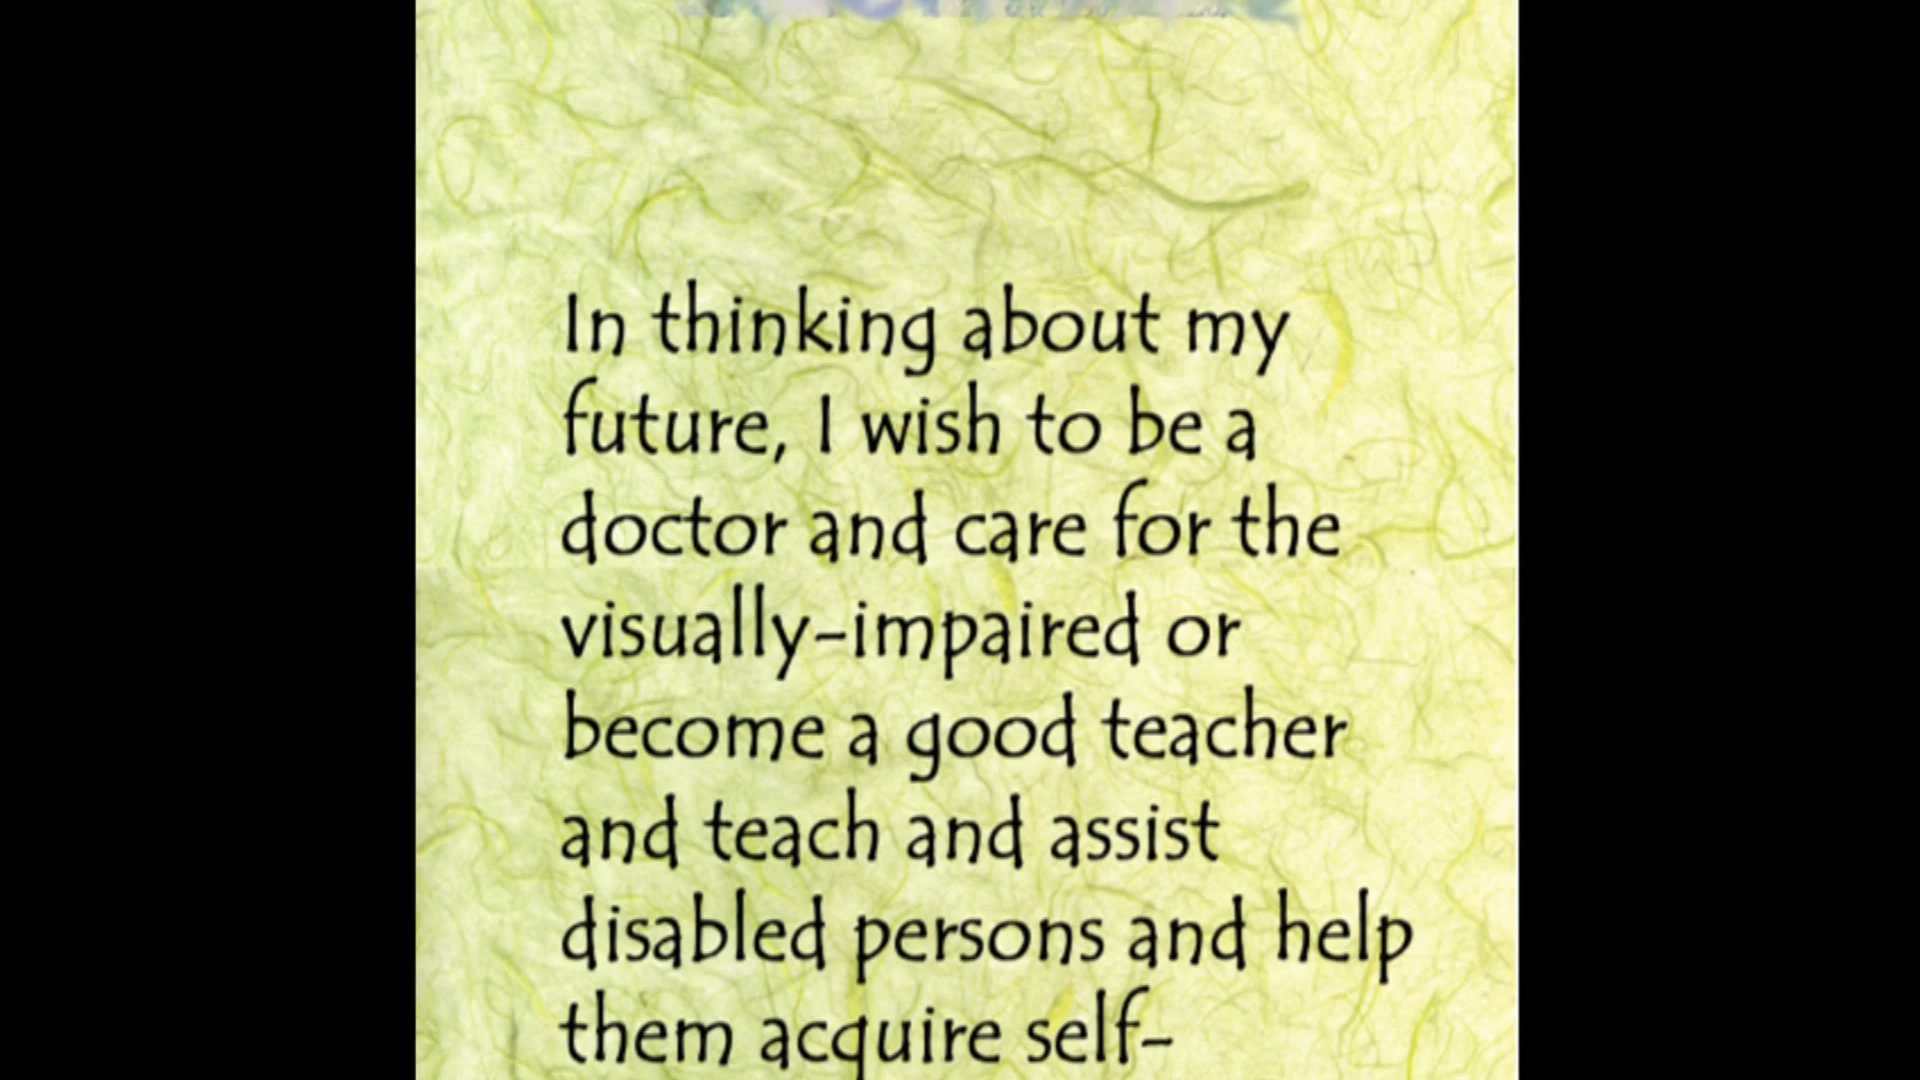 In thinking about my
future, I wish to be a
doctor and care for the
visually-impaired or
become a good teacher
and teach and assist
disabled persons and help
them acquire self-